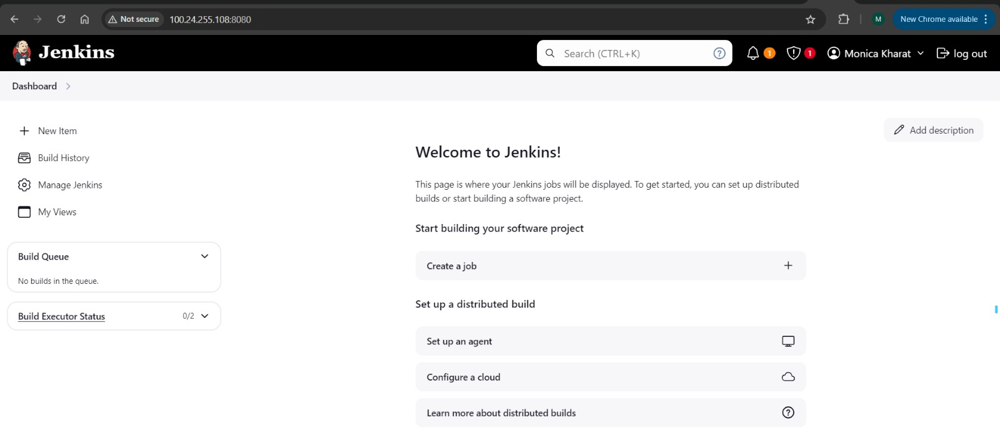 Not secure 100.24.255.108:8080 M New Chrome available
Jenkins Search (CTRL+K) ? 1 1 Monica Kharat log out
Dashboard
New Item
Build History
Manage Jenkins
My Views
Build Queue
No builds in the queue.
Build Executor Status 0/2
Add description
Welcome to Jenkins!
This page is where your Jenkins jobs will be displayed. To get started, you can set up distributed
builds or start building a software project.
Start building your software project
Create a job
Set up a distributed build
Set up an agent
Configure a cloud
Learn more about distributed builds ?